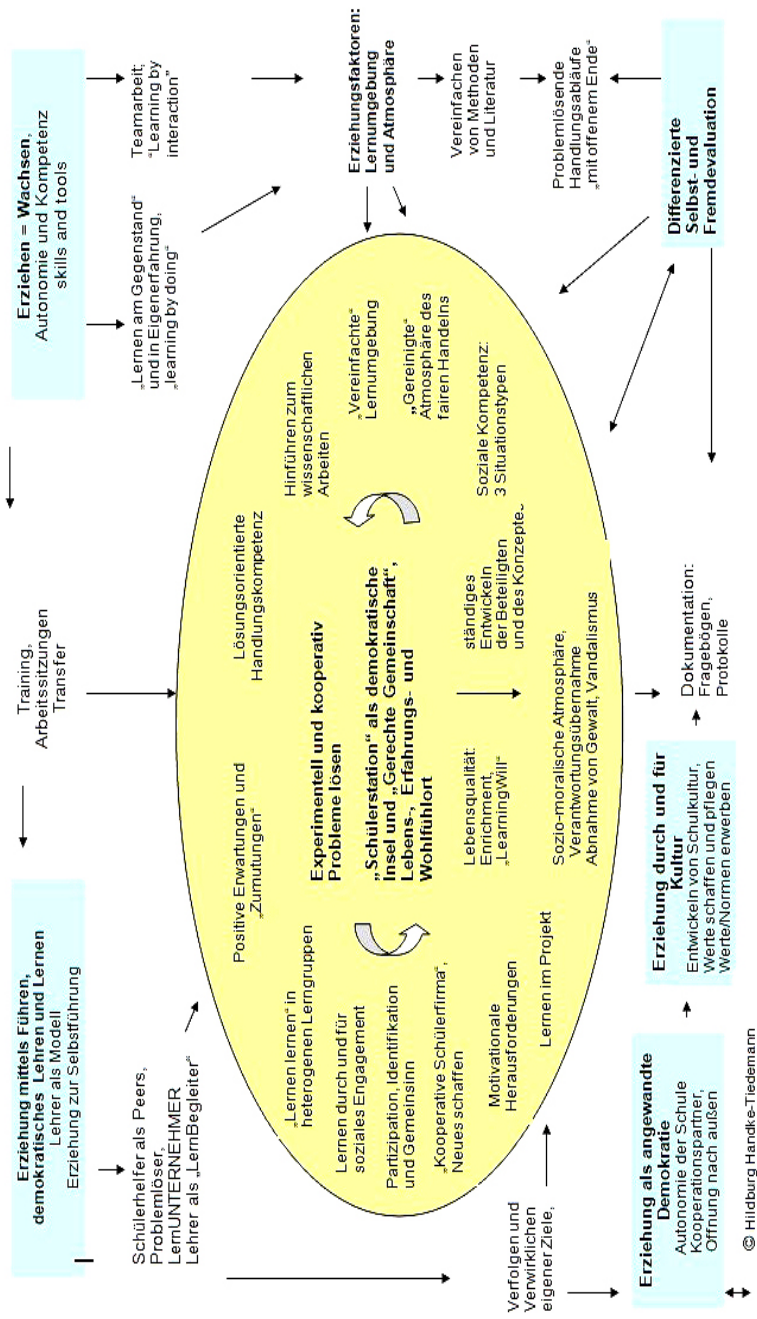 Erziehung mittels Führen,
demokratisches Lehren und Lernen
Lehrer als Modell
Erziehung zur Selbstführung
Training,
Arbeitssitzungen
Transfer
Erziehen = Wachsen,
Autonomie und Kompetenz
skills and tools
Schülerhelfer als Peers,
Problemlöser,
LernUNTERNEHMER
Lehrer als „LernBegleiter“
„Lernen am Gegenstand“
und in Eigenerfahrung,
„learning by doing“
Teamarbeit;
“Learning by
interaction”
Positive Erwartungen und
„Zumutungen“
Lösungsorientierte
Handlungskompetenz
„Lernen lernen“ in
heterogenen Lerngruppen
Lernen durch und für
soziales Engagement
Partizipation, Identifikation
und Gemeinsinn
„Kooperative Schülerfirma“,
Neues schaffen
Motivationale
Herausforderungen
Lernen im Projekt
Experimentell und kooperativ
Probleme lösen
„Schülerstation“ als demokratische
Insel und „Gerechte Gemeinschaft“,
Lebens-, Erfahrungs- und
Wohlfühlort
Hinführen zum
wissenschaftlichen
Arbeiten
„Vereinfachte“
Lernumgebung
„Gereinigte“
Atmosphäre des
fairen Handelns
Soziale Kompetenz:
3 Situationstypen
Lebensqualität:
Enrichment,
„LearningWill“
ständiges
Entwickeln
der Beteiligten
und des Konzepte..
Sozio-moralische Atmosphäre,
Verantwortungsübernahme
Abnahme von Gewalt, Vandalismus
Erziehungsfaktoren:
Lernumgebung
und Atmosphäre
Vereinfachen
von Methoden
und Literatur
Problemlösende
Handlungsabläufe
„mit offenem Ende“
Verfolgen und
Verwirklichen
eigener Ziele,
Erziehung als angewandte
Demokratie
Autonomie der Schule
Kooperationspartner,
Öffnung nach außen
Erziehung durch und für
Kultur
Entwickeln von Schulkultur,
Werte schaffen und pflegen
Werte/Normen erwerben
Dokumentation:
Fragebögen,
Protokolle
Differenzierte
Selbst- und
Fremdevaluation
© Hildburg Handke-Tiedemann